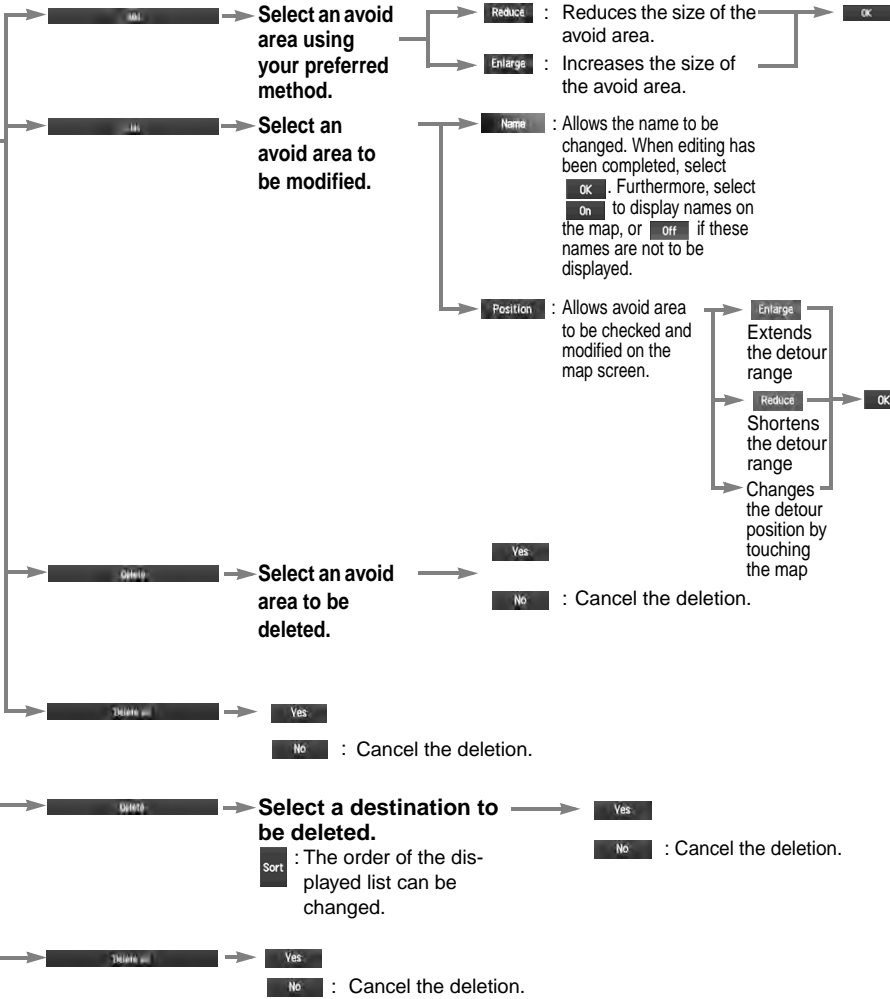 Select an avoid
area using
your preferred
method.
Reduce : Reduces the size of the
avoid area.
Enlarge : Increases the size of
the avoid area.
OK
Select an
avoid area to
be modified.
Name : Allows the name to be
changed. When editing has
been completed, select
OK . Furthermore, select
On to display names on
the map, or Off if these
names are not to be
displayed.
Position : Allows avoid area
to be checked and
modified on the
map screen.
Enlarge
Extends
the detour
range
Reduce
Shortens
the detour
range
Changes
the detour
position by
touching
the map
OK
Delete
Select an avoid
area to be
deleted.
Yes
No : Cancel the deletion.
Delete all
Yes
No : Cancel the deletion.
Delete
Select a destination to
be deleted.
Sort : The order of the dis-
played list can be
changed.
Yes
No : Cancel the deletion.
Delete all
Yes
No : Cancel the deletion.